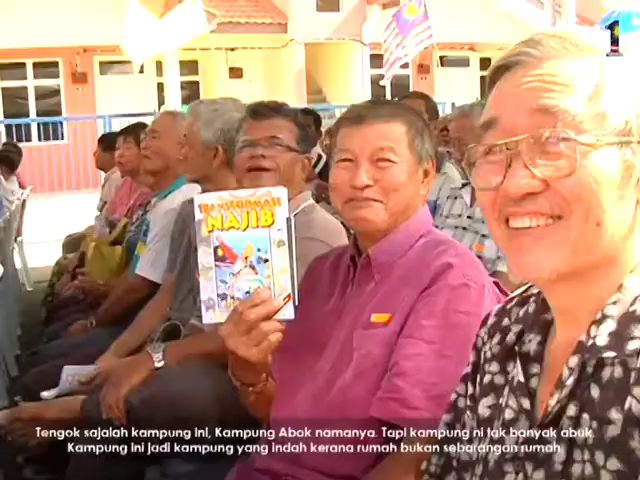 1
TRANSFORMASI
NAJIB
Tengok sajalah kampung ini, Kampung Abok namanya. Tapi kampung ni tak banyak abuk.
Kampung ini jadi kampung yang indah kerana rumah bukan sebarangan rumah